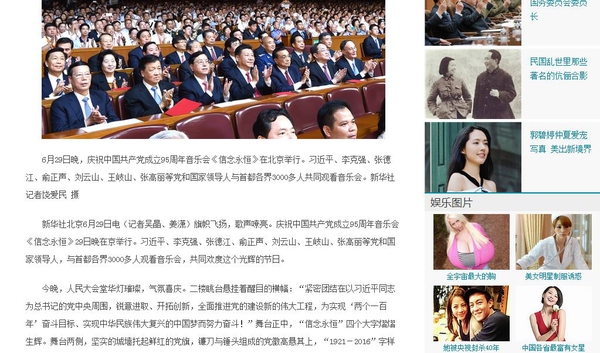 6月29日晚，庆祝中国共产党成立95周年音乐会《信念永恒》在北京举行。习近平、李克强、张德
江、俞正声、刘云山、王岐山、张高丽等党和国家领导人与首都各界3000多人共同观看音乐会。新华社
记者饶爱民 摄
新华社北京6月29日电（记者吴晶、姜潇）旗帜飞扬，歌声嘹亮。庆祝中国共产党成立95周年音乐会
《信念永恒》29日晚在京举行。习近平、李克强、张德江、俞正声、刘云山、王岐山、张高丽等党和国
家领导人，与首都各界3000多人观看音乐会，共同欢度这个光辉的节日。
今晚，人民大会堂华灯璀璨，气氛喜庆。二楼眺台悬挂着醒目的横幅：“紧密团结在以习近平同志
为总书记的党中央周围，锐意进取、开拓创新，全面推进党的建设新的伟大工程，为实现‘两个一百
年’奋斗目标、实现中华民族伟大复兴的中国梦而努力奋斗！”舞台正中，“信念永恒”四个大字熠熠
生辉。舞台两侧，坚实的城墙托起鲜红的党旗，镰刀与锤头组成的党徽高悬其上，“1921－2016”字样
国务委员会委员
长
民国乱世里那些
著名的伉俪合影
郭碧婷仲夏爱宠
写真 美出新境界
娱乐图片
全宇宙最大的胸
美女明星制服诱惑
她被央视封杀40年
中国各省最富有女星